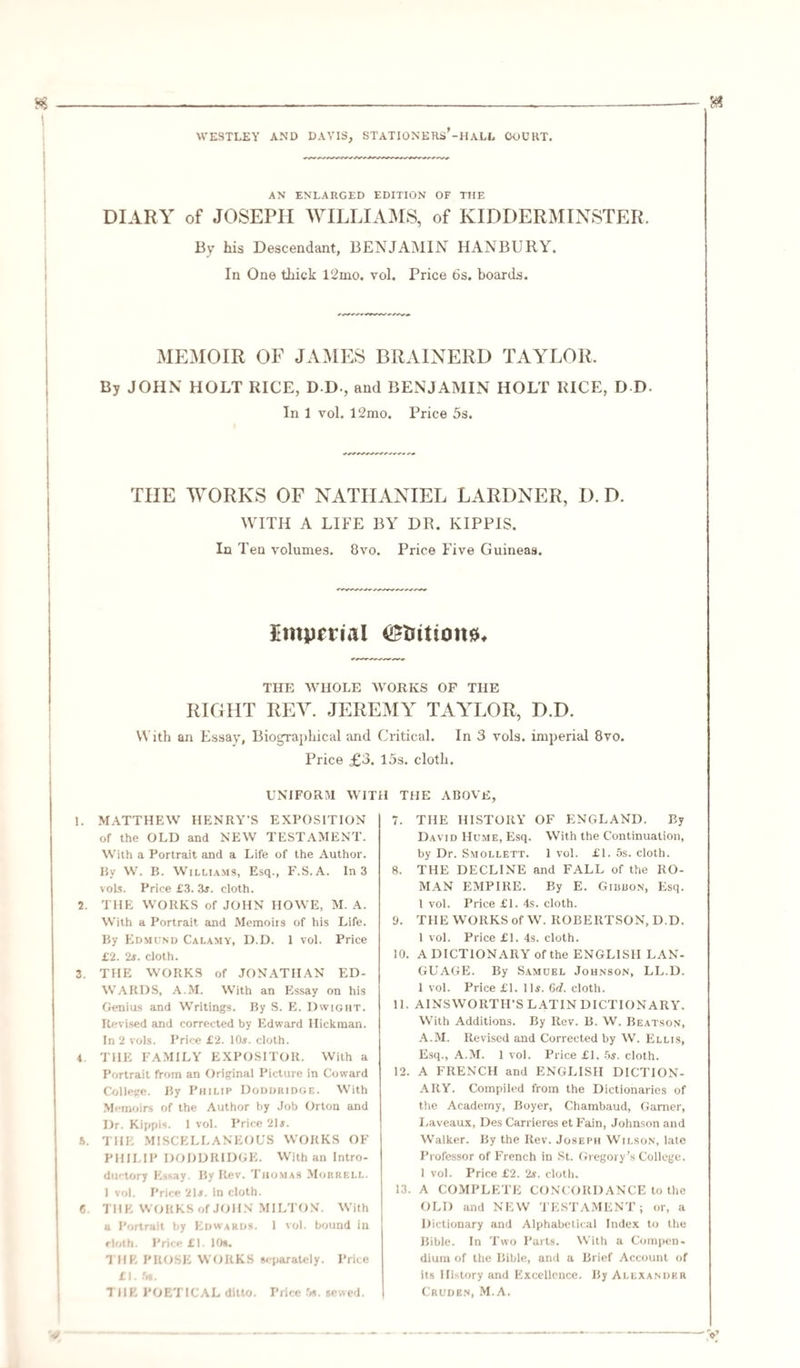 WESTLEY AND DAVIS, STATIONERS'-HALL COURT.
AN ENLARGED EDITION OF THE
DIARY of JOSEPH WILLIAMS, of KIDDERMINSTER.
By his Descendant, BENJAMIN HANBURY.
In One thick 12mo. vol. Price 6s. boards.
MEMOIR OF JAMES BRAINERD TAYLOR.
By JOHN HOLT RICE, D.D., and BENJAMIN HOLT RICE, D.D.
In 1 vol. 12mo. Price 5s.
THE WORKS OF NATHANIEL LARDNER, D.D.
WITH A LIFE BY DR. KIPPIS.
In Ten volumes. 8vo. Price Five Guineas.
Imperial Editions.
THE WHOLE WORKS OF THE
RIGHT REV. JEREMY TAYLOR, D.D.
With an Essay, Biographical and Critical. In 3 vols. imperial 8vo.
Price £3. 15s. cloth.
UNIFORM WITH THE ABOVE,
1. MATTHEW HENRY'S EXPOSITION
of the OLD and NEW TESTAMENT.
With a Portrait and a Life of the Author.
By W. B. WILLIAMS, Esq., F.S.A. In 3
vols. Price £3. 3s. cloth.
2. THE WORKS of JOHN HOWE, M. A.
With a Portrait and Memoirs of his Life.
By EDMUND CALAMY, D.D. 1 vol. Price
£2. 2s. cloth.
3. THE WORKS of JONATHAN ED-
WARDS, A.M. With an Essay on his
Genius and Writings. By S. E. DWIGHT.
Revised and corrected by Edward Hickman.
In 2 vols. Price £2. 10s. cloth.
4. THE FAMILY EXPOSITOR. With a
Portrait from an Original Picture in Coward
College. By PHILIP DODDRIDGE. With
Memoirs of the Author by Job Orton and
Dr. Kippis. 1 vol. Price 21s.
5. THE MISCELLANEOUS WORKS OF
PHILIP DODDRIDGE. With an Intro-
ductory Essay. By Rev. THOMAS MORRELL.
1 vol. Price 21s. in cloth.
6. THE WORKS of JOHN MILTON. With
a Portrait by EDWARDS. 1 vol. bound in
cloth. Price £1. 10s.
THE PROSE WORKS separately. Price
£1. 5s.
THE POETICAL ditto. Price 5s. sewed.
7. THE HISTORY OF ENGLAND. By
DAVID HUME, Esq. With the Continuation,
by Dr. SMOLLETT. 1 vol. £1. 5s. cloth.
8. THE DECLINE and FALL of the RO-
MAN EMPIRE. By E. GIBBON, Esq.
1 vol. Price £1. 4s. cloth.
9. THE WORKS of W. ROBERTSON, D.D.
1 vol. Price £1. 4s. cloth.
10. A DICTIONARY of the ENGLISH LAN-
GUAGE. By SAMUEL JOHNSON, LL.D.
1 vol. Price £1. 11s. 6d. cloth.
11. AINSWORTH'S LATIN DICTIONARY.
With Additions. By Rev. B. W. BEATSON,
A.M. Revised and Corrected by W. ELLIS,
Esq., A.M. 1 vol. Price £1. 5s. cloth.
12. A FRENCH and ENGLISH DICTION-
ARY. Compiled from the Dictionaries of
the Academy, Boyer, Chambaud, Garner,
Laveaux, Des Carrieres et Fain, Johnson and
Walker. By the Rev. JOSEPH WILSON, late
Professor of French in St. Gregory's College.
1 vol. Price £2. 2s. cloth.
13. A COMPLETE CONCORDANCE to the
OLD and NEW TESTAMENT; or, a
Dictionary and Alphabetical Index to the
Bible. In Two Parts. With a Compen-
dium of the Bible, and a Brief Account of
its History and Excellence. By ALEXANDER
CRUDEN, M.A.